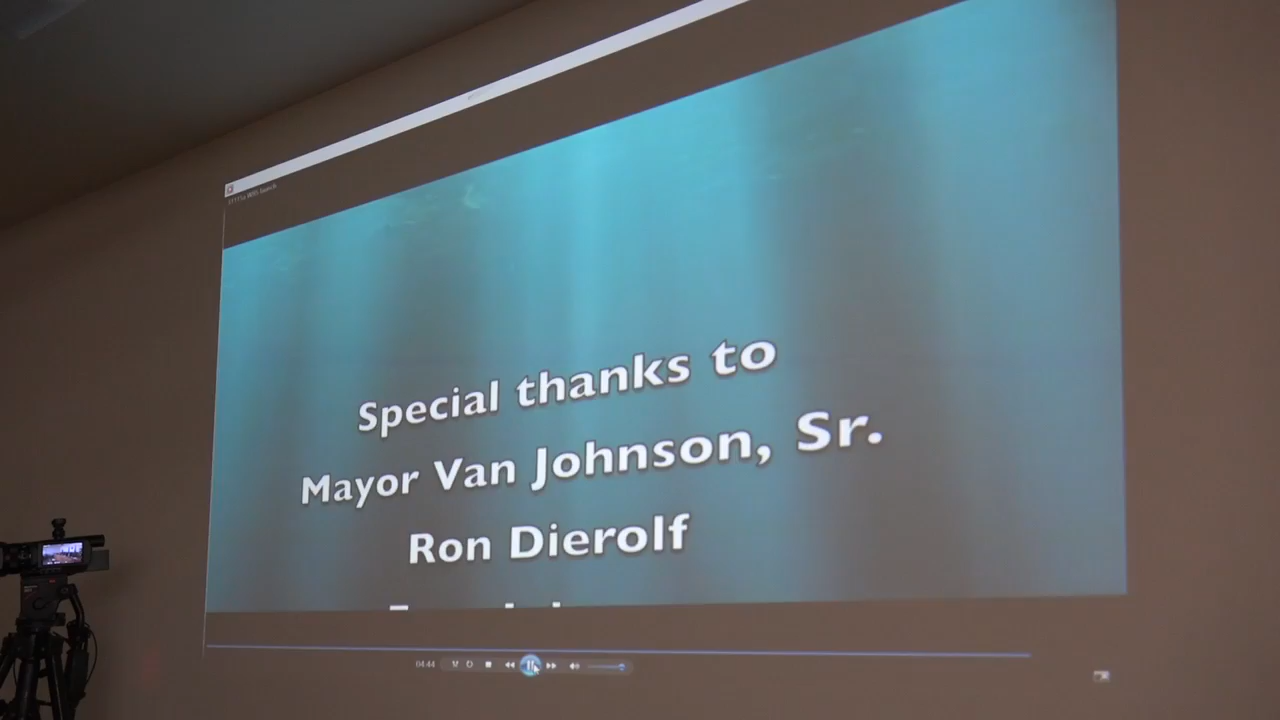 Special thanks to
Mayor Van Johnson, Sr.
Ron Dierolf
04:44